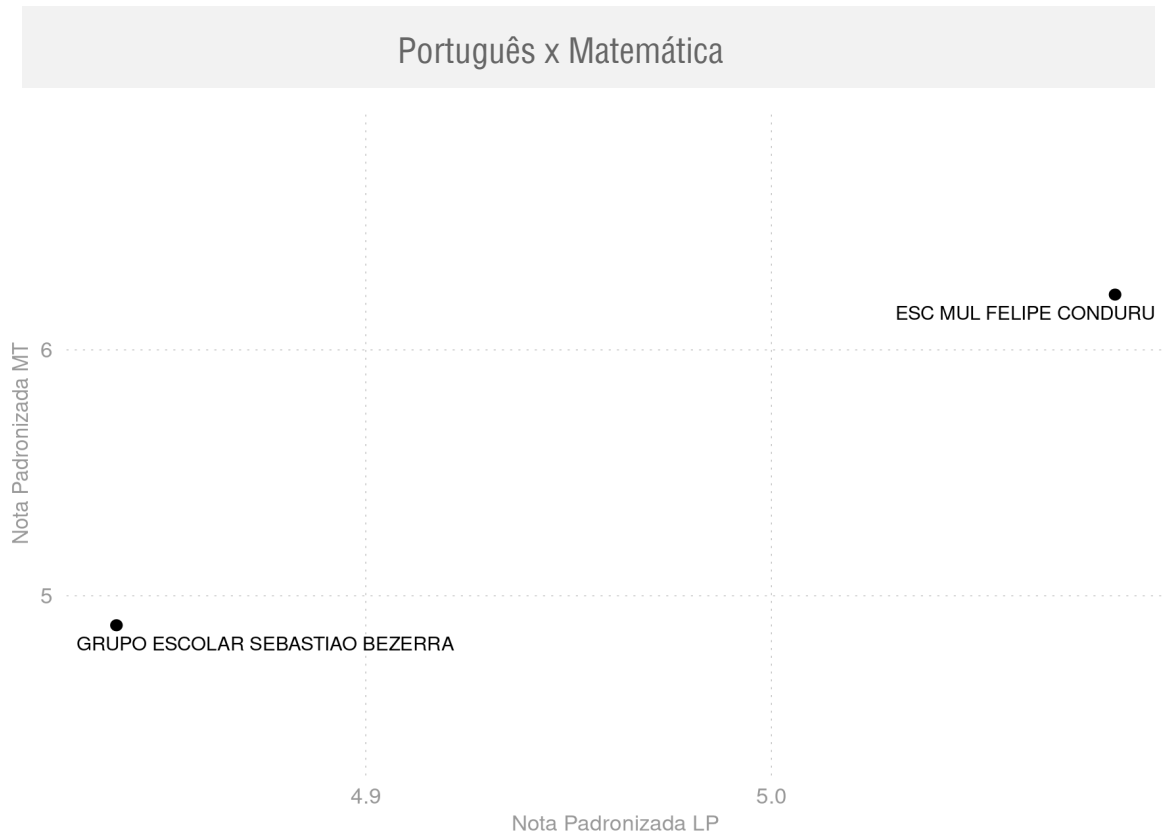 Português x Matemática
ESC MUL FELIPE CONDURU
6
Nota Padronizada MT
5
GRUPO ESCOLAR SEBASTIAO BEZERRA
4.9
5.0
Nota Padronizada LP